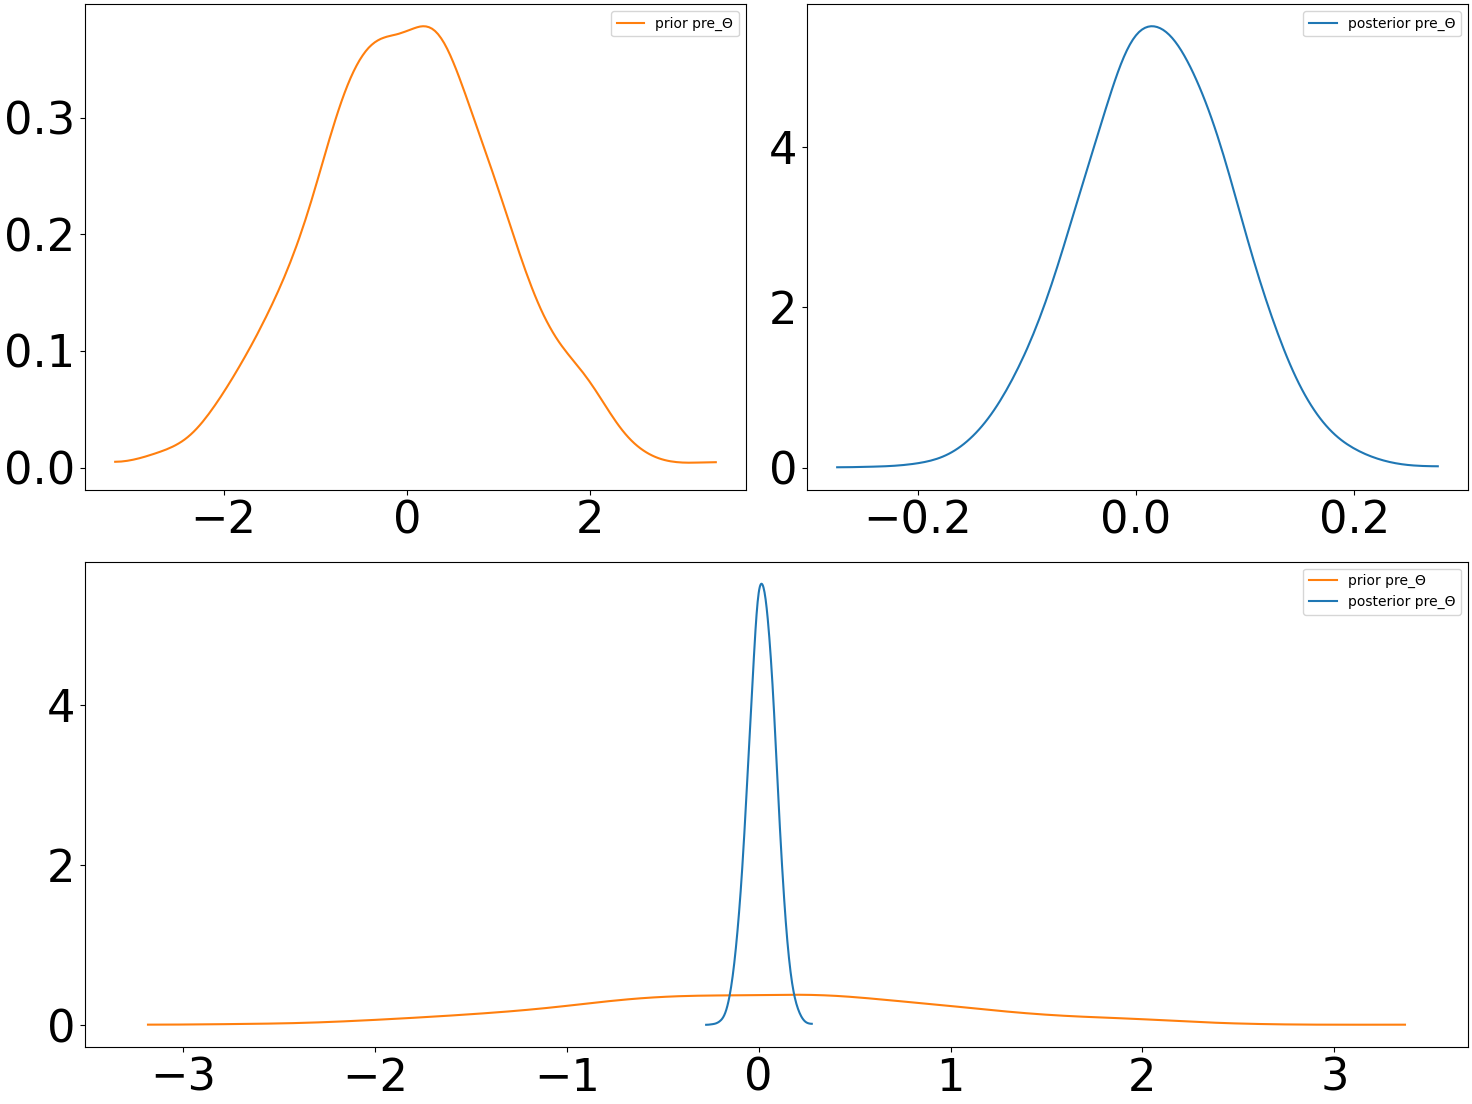 prior pre_Θ
0.3
0.2
0.1
0.0
−2 0 2
posterior pre_Θ
4
2
0
−0.2 0.0 0.2
prior pre_Θ
posterior pre_Θ
4
2
0
−3 −2 −1 0 1 2 3